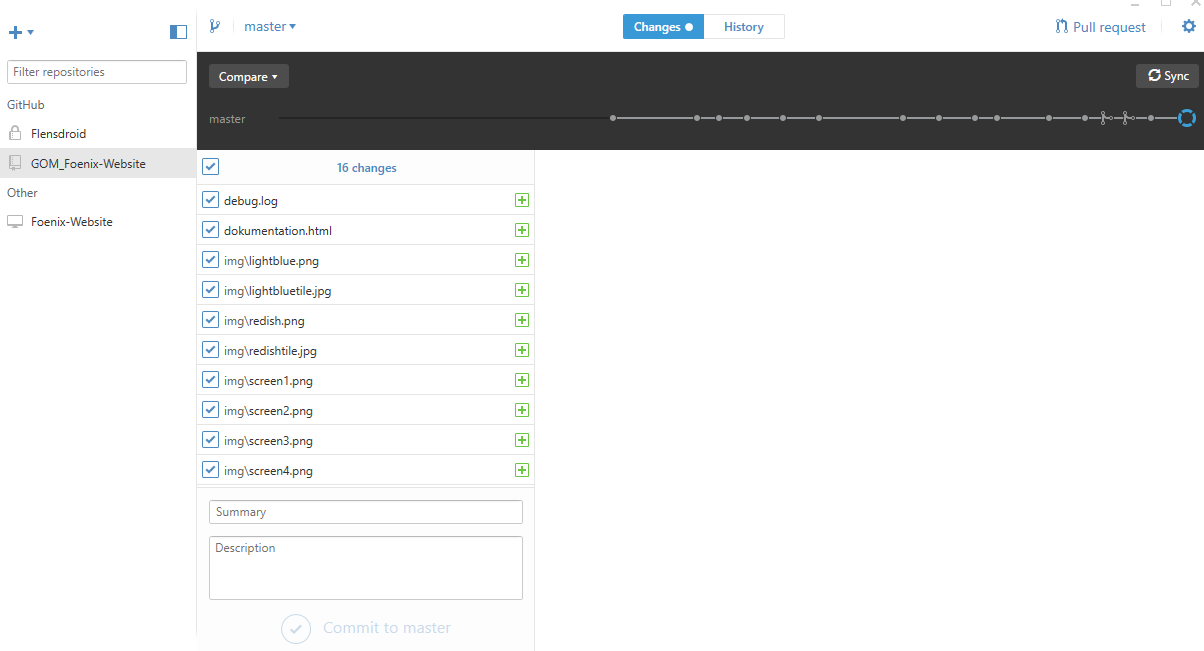 master
Changes
History
Pull request
Filter repositories
GitHub
Flensdroid
GOM_Foenix-Website
Other
Foenix-Website
Compare
Sync
master
16 changes
debug.log
dokumentation.html
img\lightblue.png
img\lightbluetile.jpg
img\redish.png
img\redishtile.jpg
img\screen1.png
img\screen2.png
img\screen3.png
img\screen4.png
Summary
Description
Commit to master